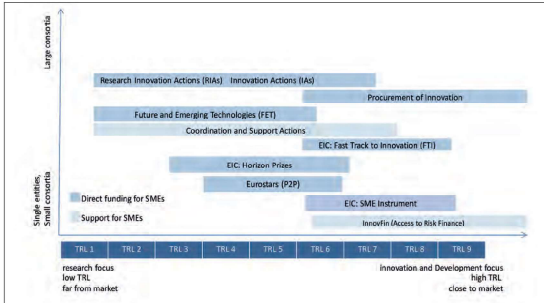 Large consortia
Research Innovation Actions (RIAs) Innovation Actions (IAs)
Procurement of Innovation
Future and Emerging Technologies (FET)
Coordination and Support Actions
EIC: Fast Track to Innovation (FTI)
EIC: Horizon Prizes
Eurostars (P2P)
EIC: SME Instrument
InnovFin (Access to Risk Finance)
Single entities,
Small consortia
Direct funding for SMEs
Support for SMEs
TRL 1 TRL 2 TRL 3 TRL 4 TRL 5 TRL 6 TRL 7 TRL 8 TRL 9
research focus
low TRL
far from market
innovation and Development focus
high TRL
close to market